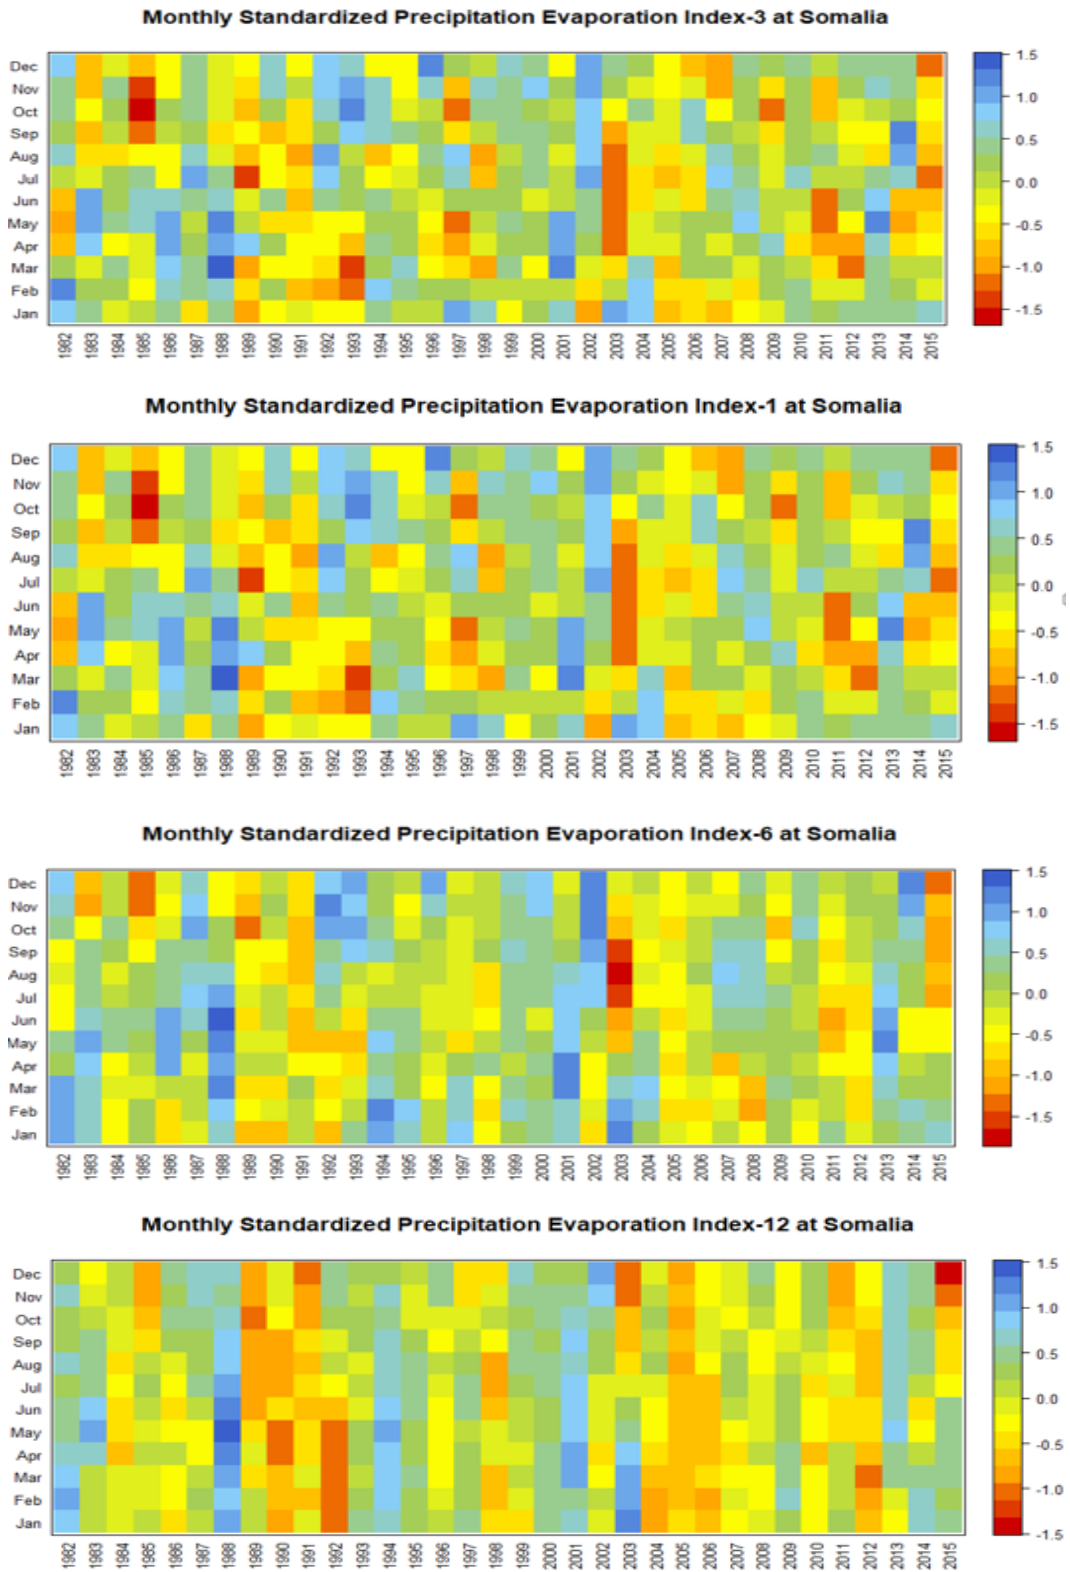 Monthly Standardized Precipitation Evaporation Index-3 at Somalia
Dec
Nov
Oct
Sep
Aug
Jul
Jun
May
Apr
Mar
Feb
Jan
1982 1983 1984 1985 1986 1987 1988 1989 1990 1991 1992 1993 1994 1995 1996 1997 1998 1999 2000 2001 2002 2003 2004 2005 2006 2007 2008 2009 2010 2011 2012 2013 2014 2015
1.5
1.0
0.5
0.0
-0.5
-1.0
-1.5
Monthly Standardized Precipitation Evaporation Index-1 at Somalia
Dec
Nov
Oct
Sep
Aug
Jul
Jun
May
Apr
Mar
Feb
Jan
1982 1983 1984 1985 1986 1987 1988 1989 1990 1991 1992 1993 1994 1995 1996 1997 1998 1999 2000 2001 2002 2003 2004 2005 2006 2007 2008 2009 2010 2011 2012 2013 2014 2015
1.5
1.0
0.5
0.0
-0.5
-1.0
-1.5
Monthly Standardized Precipitation Evaporation Index-6 at Somalia
Dec
Nov
Oct
Sep
Aug
Jul
Jun
May
Apr
Mar
Feb
Jan
1982 1983 1984 1985 1986 1987 1988 1989 1990 1991 1992 1993 1994 1995 1996 1997 1998 1999 2000 2001 2002 2003 2004 2005 2006 2007 2008 2009 2010 2011 2012 2013 2014 2015
1.5
1.0
0.5
0.0
-0.5
-1.0
-1.5
Monthly Standardized Precipitation Evaporation Index-12 at Somalia
Dec
Nov
Oct
Sep
Aug
Jul
Jun
May
Apr
Mar
Feb
Jan
1982 1983 1984 1985 1986 1987 1988 1989 1990 1991 1992 1993 1994 1995 1996 1997 1998 1999 2000 2001 2002 2003 2004 2005 2006 2007 2008 2009 2010 2011 2012 2013 2014 2015
1.5
1.0
0.5
0.0
-0.5
-1.0
-1.5